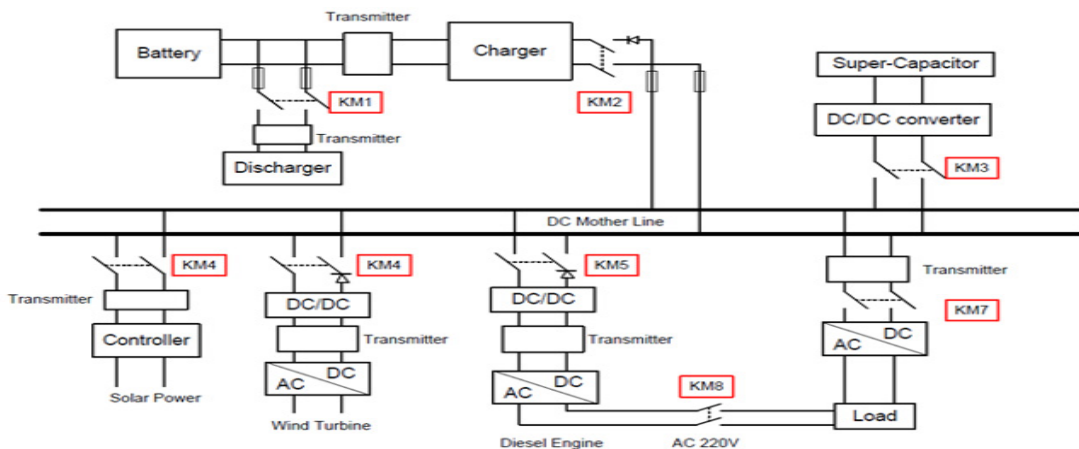 Transmitter
Battery
Charger
Super-Capacitor
KM1
KM2
DC/DC converter
Transmitter
Discharger
KM3
DC Mother Line
KM4
KM4
KM5
Transmitter
Transmitter
DC/DC
DC/DC
KM7
Controller
Transmitter
Transmitter
AC DC
AC DC
AC DC
KM8
Solar Power
Load
Wind Turbine
Diesel Engine
AC 220V